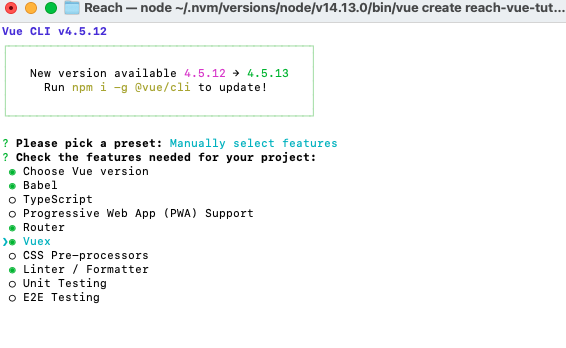 Reach — node ~/.nvm/versions/node/v14.13.0/bin/vue create reach-vue-tut...
Vue CLI v4.5.12
New version available 4.5.12 → 4.5.13
Run npm i -g @vue/cli to update!
? Please pick a preset: Manually select features
? Check the features needed for your project:
◉ Choose Vue version
◉ Babel
◯ TypeScript
◯ Progressive Web App (PWA) Support
◉ Router
❯◉ Vuex
◯ CSS Pre-processors
◉ Linter / Formatter
◯ Unit Testing
◯ E2E Testing